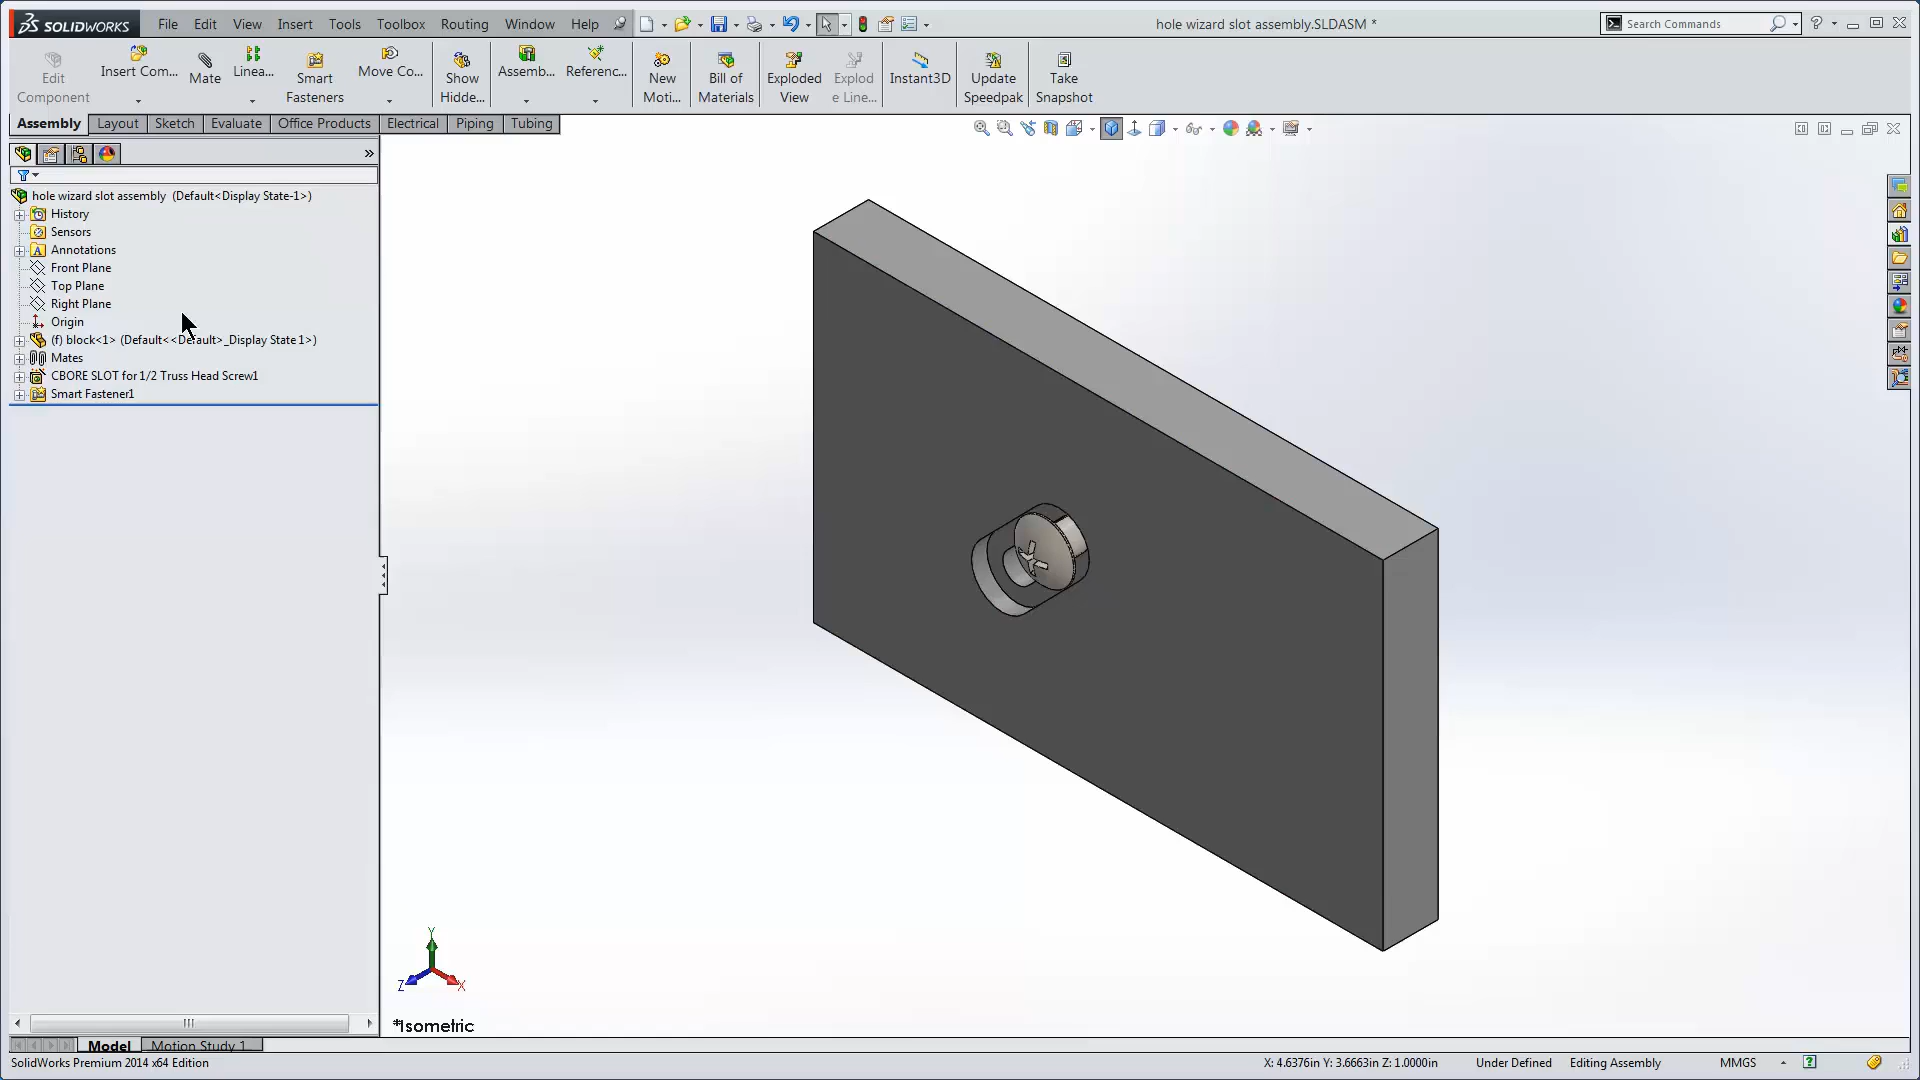 SOLIDWORKS File Edit View Insert Tools Toolbox Routing Window Help hole wizard slot assembly.SLDASM * Search Commands ?
Edit Component
Insert Com...
Mate
Linea...
Smart Fasteners
Move Co...
Show Hidde...
Assemb...
Referenc...
New Moti...
Bill of Materials
Exploded View
Explod e Line...
Instant3D
Update Speedpak
Take Snapshot
Assembly Layout Sketch Evaluate Office Products Electrical Piping Tubing
hole wizard slot assembly (Default<Display State-1>)
History
Sensors
Annotations
Front Plane
Top Plane
Right Plane
Origin
(f) block<1> (Default<<Default>_Display State 1>)
Mates
CBORE SLOT for 1/2 Truss Head Screw1
Smart Fastener1
Y
Z X
*Isometric
Model Motion Study 1
SolidWorks Premium 2014 x64 Edition X: 4.6376in Y: 3.6663in Z: 1.0000in Under Defined Editing Assembly MMGS ?